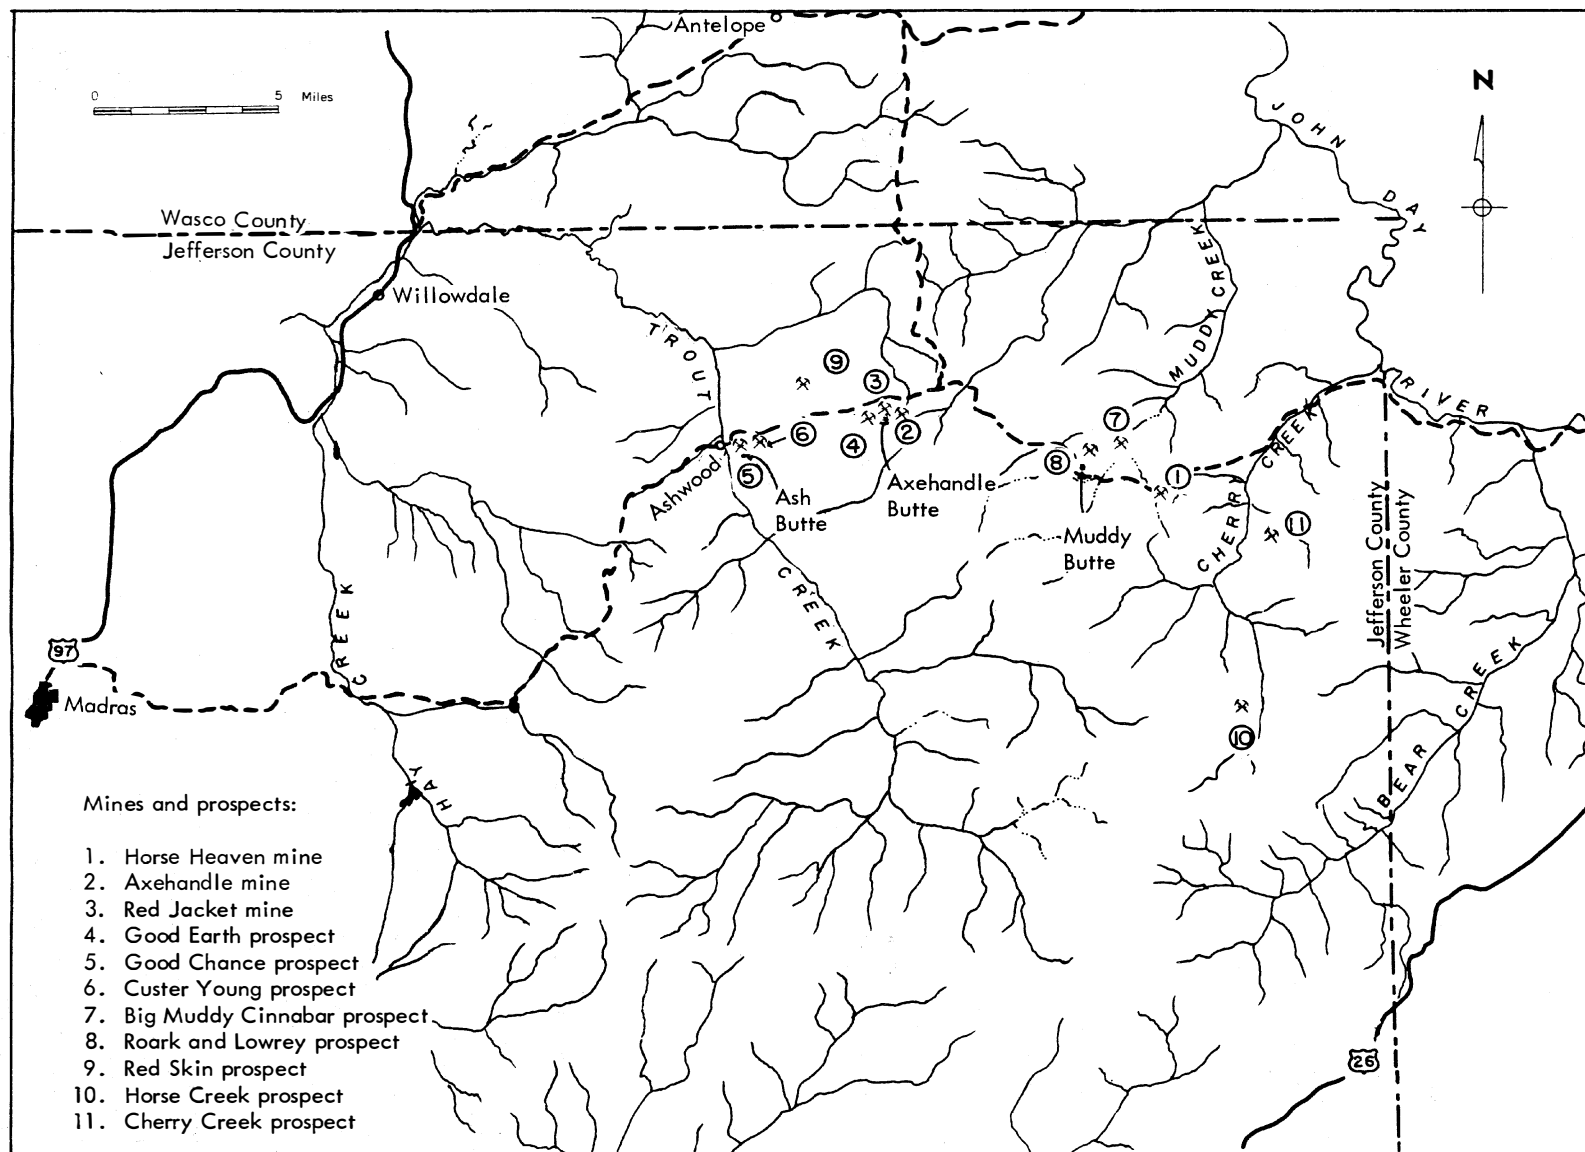 Antelope
0 5 Miles
N
JOHN DAY RIVER
Wasco County
Jefferson County
Willowdale
TROUT CREEK
MUDDY CREEK
9
3
7
6
4
2
8
1
5
11
10
Ashwood
Ash
Butte
Axehandle
Butte
Muddy
Butte
CHERRY CREEK
Jefferson County
Wheeler County
BEAR CREEK
HAY CREEK
97
Madras
26
Mines and prospects:
1. Horse Heaven mine
2. Axehandle mine
3. Red Jacket mine
4. Good Earth prospect
5. Good Chance prospect
6. Custer Young prospect
7. Big Muddy Cinnabar prospect
8. Roark and Lowrey prospect
9. Red Skin prospect
10. Horse Creek prospect
11. Cherry Creek prospect